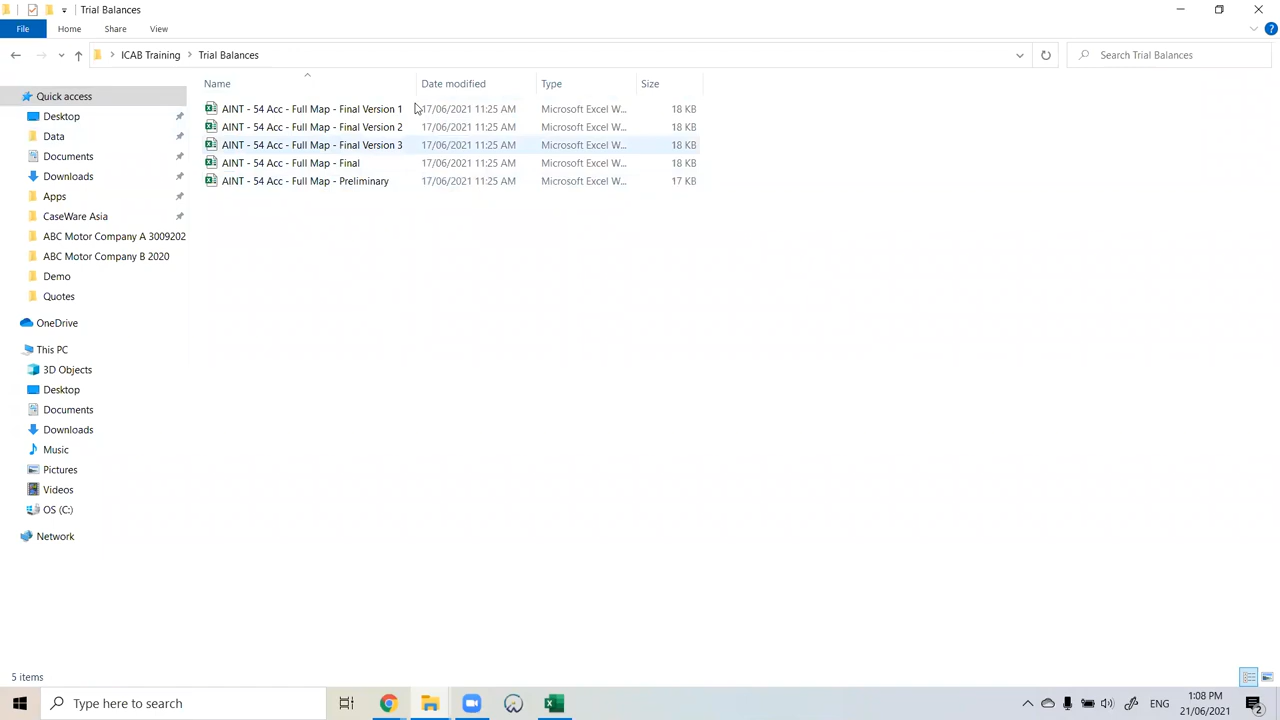 Trial Balances
File Home Share View
ICAB Training Trial Balances Search Trial Balances
Name Date modified Type Size
AINT - 54 Acc - Full Map - Final Version 1 17/06/2021 11:25 AM Microsoft Excel W... 18 KB
AINT - 54 Acc - Full Map - Final Version 2 17/06/2021 11:25 AM Microsoft Excel W... 18 KB
AINT - 54 Acc - Full Map - Final Version 3 17/06/2021 11:25 AM Microsoft Excel W... 18 KB
AINT - 54 Acc - Full Map - Final 17/06/2021 11:25 AM Microsoft Excel W... 18 KB
AINT - 54 Acc - Full Map - Preliminary 17/06/2021 11:25 AM Microsoft Excel W... 17 KB
Quick access
Desktop
Data
Documents
Downloads
Apps
CaseWare Asia
ABC Motor Company A 3009202
ABC Motor Company B 2020
Demo
Quotes
OneDrive
This PC
3D Objects
Desktop
Documents
Downloads
Music
Pictures
Videos
OS (C:)
Network
5 items
Type here to search
ENG
1:08 PM
21/06/2021
2